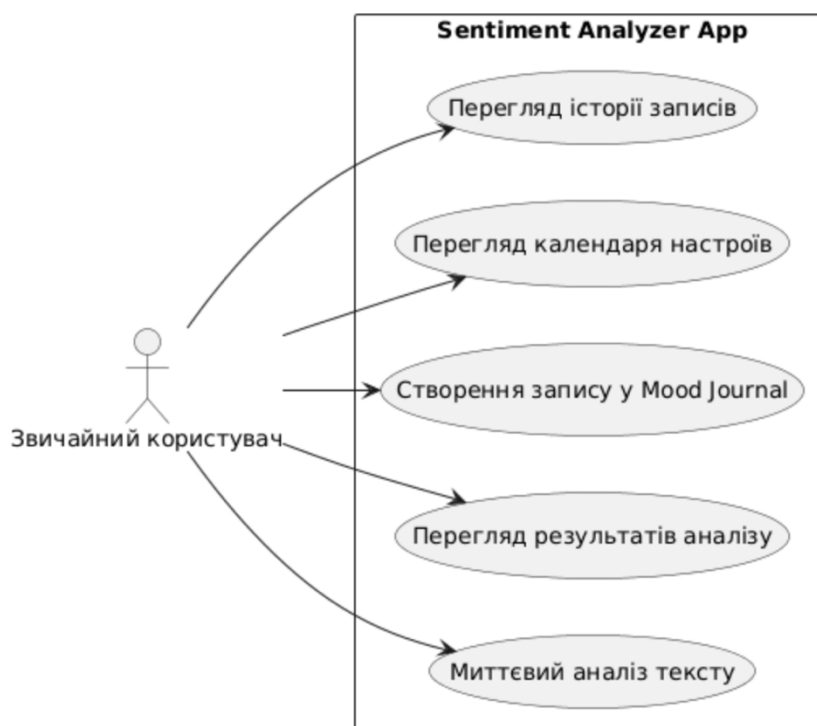 Sentiment Analyzer App
Перегляд історії записів
Перегляд календаря настроїв
Створення запису у Mood Journal
Звичайний користувач
Перегляд результатів аналізу
Миттєвий аналіз тексту